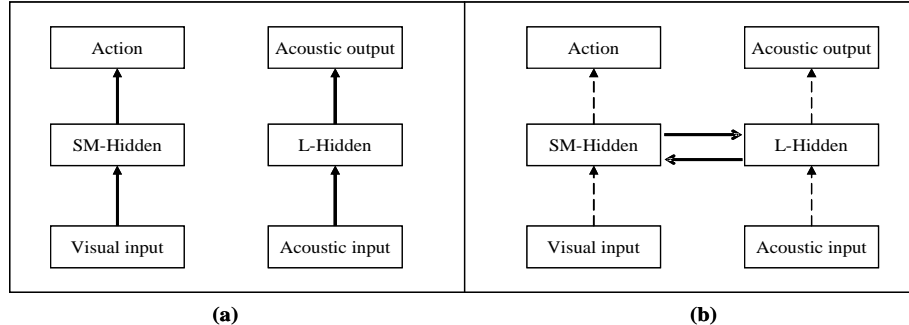 Action
Acoustic output
SM-Hidden
L-Hidden
Visual input
Acoustic input
(a)
Action
Acoustic output
SM-Hidden
L-Hidden
Visual input
Acoustic input
(b)